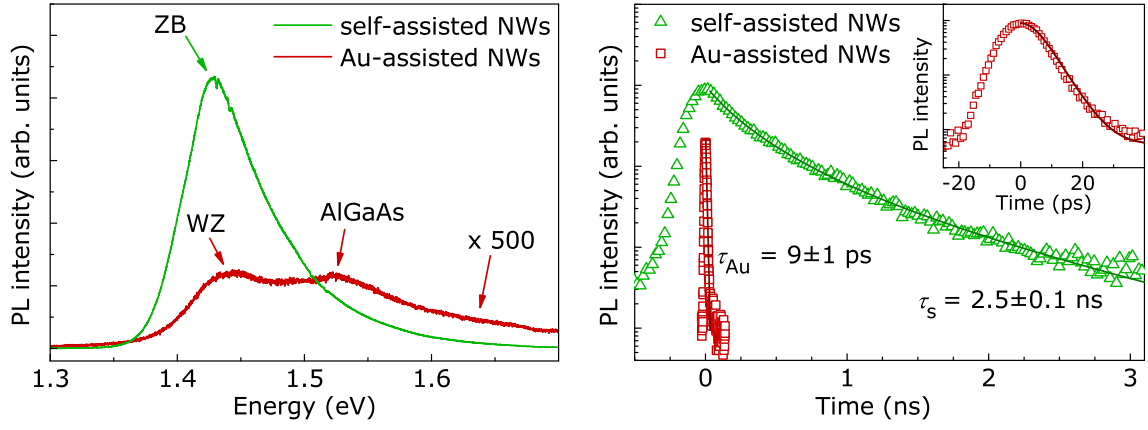 PL intensity (arb. units)
ZB
self-assisted NWs
Au-assisted NWs
WZ
AlGaAs
x 500
1.3 1.4 1.5 1.6
Energy (eV)
PL intensity (arb. units)
self-assisted NWs
Au-assisted NWs
τAu = 9±1 ps
τs = 2.5±0.1 ns
0 1 2 3
Time (ns)
PL intensity
-20 0 20
Time (ps)